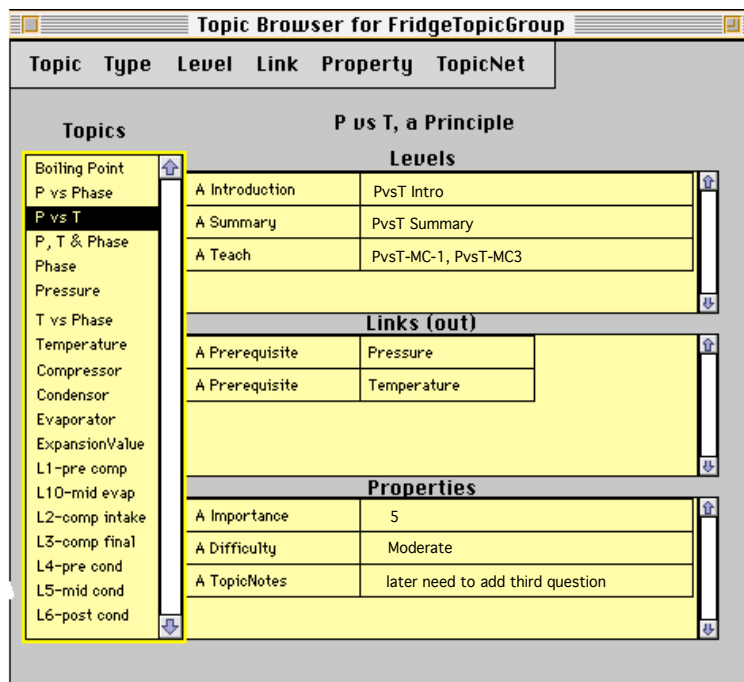 Topic Browser for FridgeTopicGroup
Topic Type Level Link Property TopicNet
Topics
P vs T, a Principle
Boiling Point
P vs Phase
P vs T
P, T & Phase
Phase
Pressure
T vs Phase
Temperature
Compressor
Condensor
Evaporator
ExpansionValue
L1-pre comp
L10-mid evap
L2-comp intake
L3-comp final
L4-pre cond
L5-mid cond
L6-post cond
Levels
A Introduction PvsT Intro
A Summary PvsT Summary
A Teach PvsT-MC-1, PvsT-MC3
Links (out)
A Prerequisite Pressure
A Prerequisite Temperature
Properties
A Importance 5
A Difficulty Moderate
A TopicNotes later need to add third question